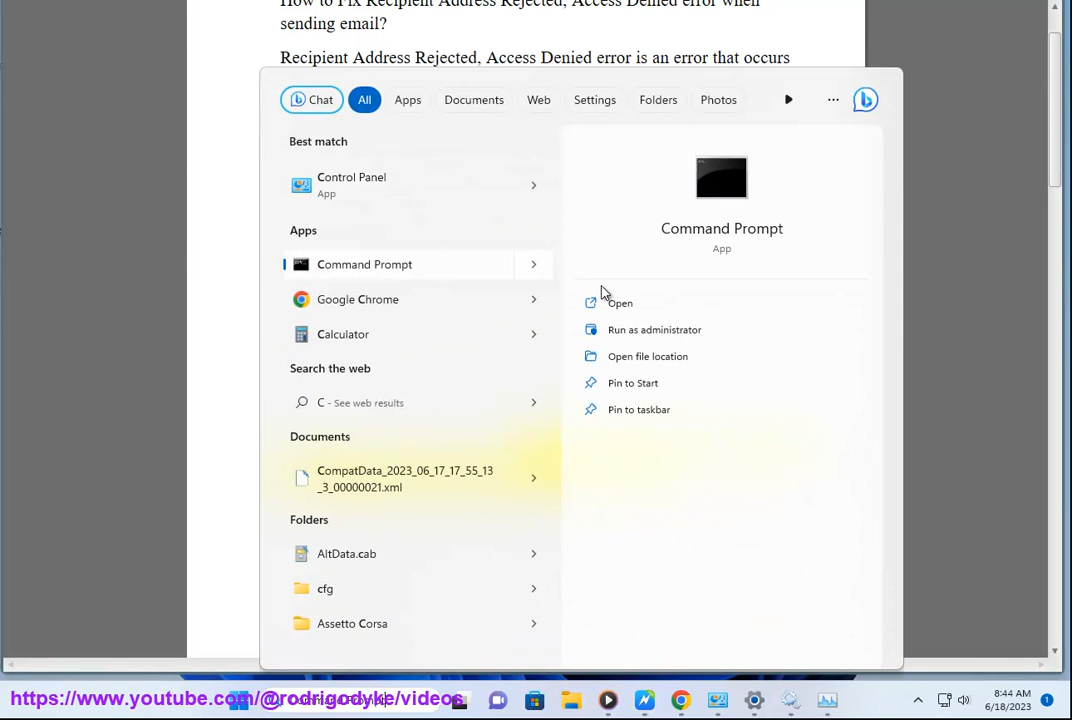 How to Fix Recipient Address Rejected, Access Denied error when
sending email?
Recipient Address Rejected, Access Denied error is an error that occurs
Chat All Apps Documents Web Settings Folders Photos ...
Best match
Control Panel
App
Apps
Command Prompt
Google Chrome
Calculator
Search the web
C - See web results
Documents
CompatData_2023_06_17_17_55_13
_3_00000021.xml
Folders
AltData.cab
cfg
Assetto Corsa
Command Prompt
App
Open
Run as administrator
Open file location
Pin to Start
Pin to taskbar
https://www.youtube.com/@rodrigodyke/videos
8:44 AM
6/18/2023
1